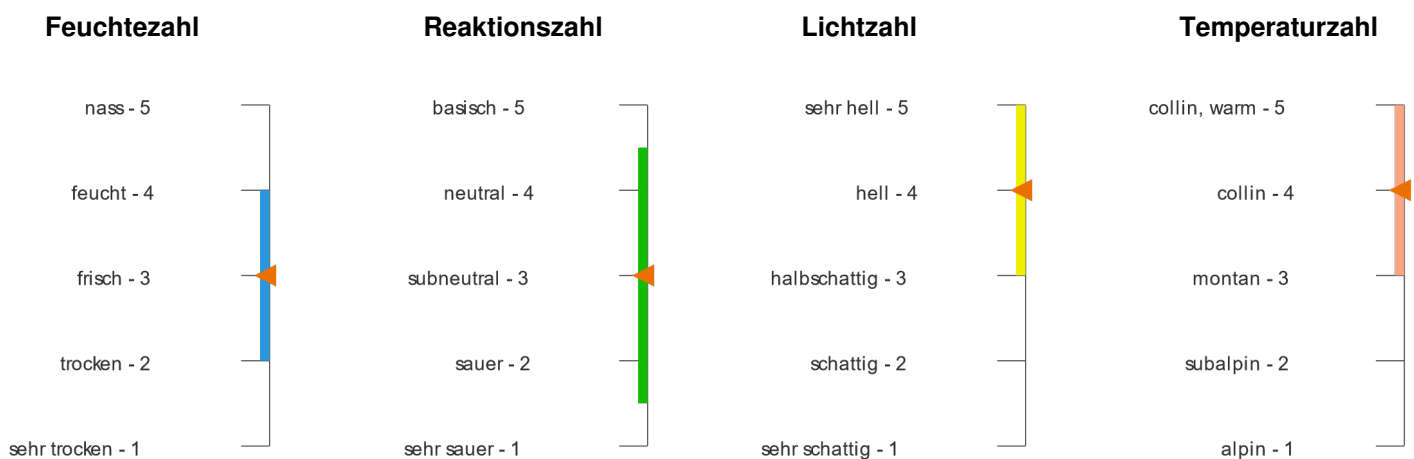 Feuchtezahl
nass - 5
feucht - 4
frisch - 3
trocken - 2
sehr trocken - 1
Reaktionszahl
basisch - 5
neutral - 4
subneutral - 3
sauer - 2
sehr sauer - 1
Lichtzahl
sehr hell - 5
hell - 4
halbschattig - 3
schattig - 2
sehr schattig - 1
Temperaturzahl
collin, warm - 5
collin - 4
montan - 3
subalpin - 2
alpin - 1